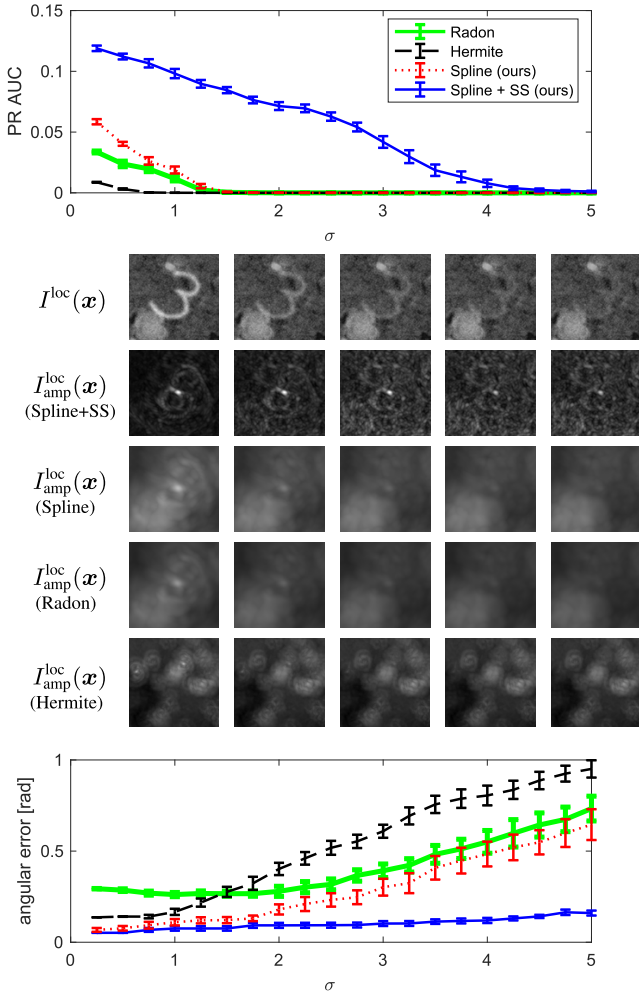 0.15
0.1
0.05
0
PR AUC
Radon
Hermite
Spline (ours)
Spline + SS (ours)
0 1 2 3 4 5
σ
I^loc(x)
I^loc_amp(x)
(Spline+SS)
I^loc_amp(x)
(Spline)
I^loc_amp(x)
(Radon)
I^loc_amp(x)
(Hermite)
1
0.5
0
angular error [rad]
0 1 2 3 4 5
σ